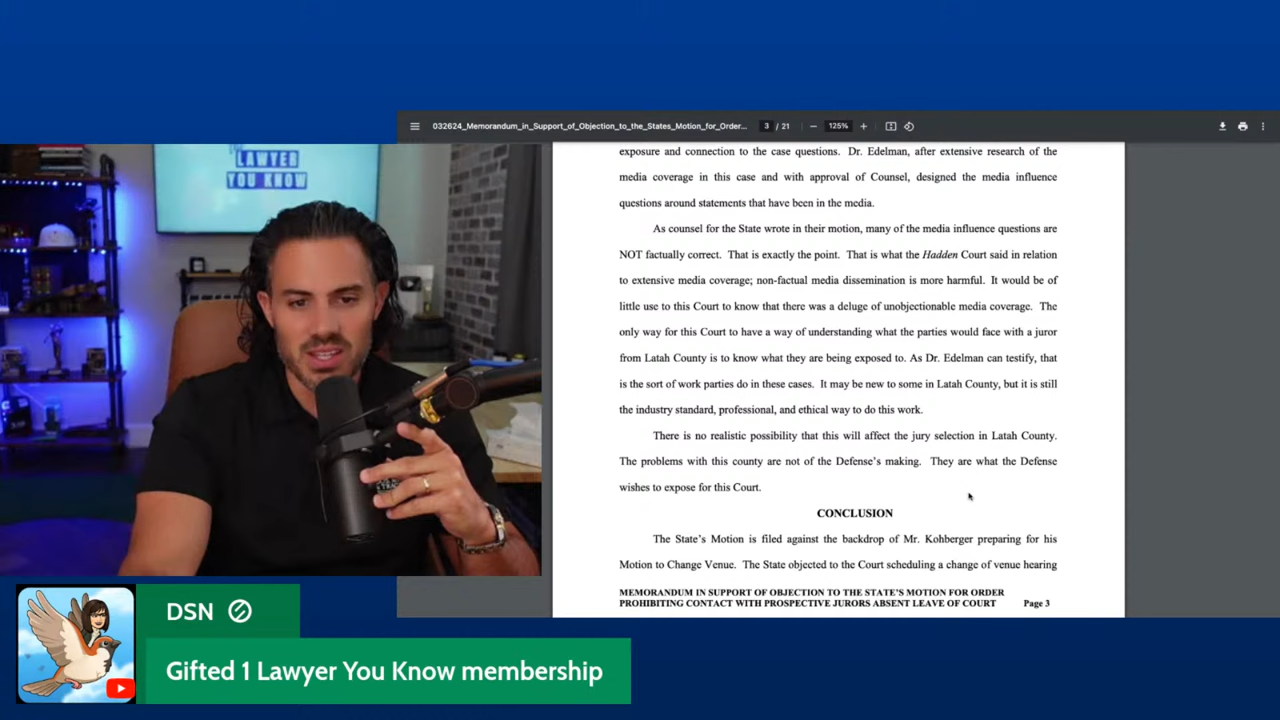 032624_Memorandum_in_Support_of_Objection_to_the_States_Motion_for_Order...
3 / 21
125%
LAWYER
YOU KNOW
exposure and connection to the case questions. Dr. Edelman, after extensive research of the
media coverage in this case and with approval of Counsel, designed the media influence
questions around statements that have been in the media.
As counsel for the State wrote in their motion, many of the media influence questions are
NOT factually correct. That is exactly the point. That is what the Hadden Court said in relation
to extensive media coverage; non-factual media dissemination is more harmful. It would be of
little use to this Court to know that there was a deluge of unobjectionable media coverage. The
only way for this Court to have a way of understanding what the parties would face with a juror
from Latah County is to know what they are being exposed to. As Dr. Edelman can testify, that
is the sort of work parties do in these cases. It may be new to some in Latah County, but it is still
the industry standard, professional, and ethical way to do this work.
There is no realistic possibility that this will affect the jury selection in Latah County.
The problems with this county are not of the Defense's making. They are what the Defense
wishes to expose for this Court.
CONCLUSION
The State's Motion is filed against the backdrop of Mr. Kohberger preparing for his
Motion to Change Venue. The State objected to the Court scheduling a change of venue hearing
MEMORANDUM IN SUPPORT OF OBJECTION TO THE STATE'S MOTION FOR ORDER
PROHIBITING CONTACT WITH PROSPECTIVE JURORS ABSENT LEAVE OF COURT Page 3
DSN
Gifted 1 Lawyer You Know membership